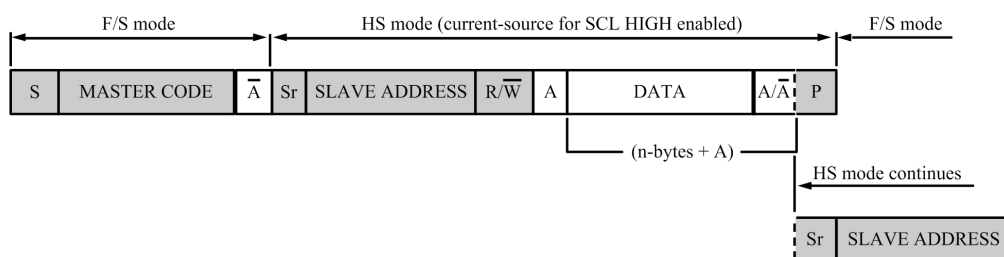 F/S mode HS mode (current-source for SCL HIGH enabled) F/S mode
S MASTER CODE A̅ Sr SLAVE ADDRESS R/W̅ A DATA A/A̅ P
(n-bytes + A)
HS mode continues
Sr SLAVE ADDRESS